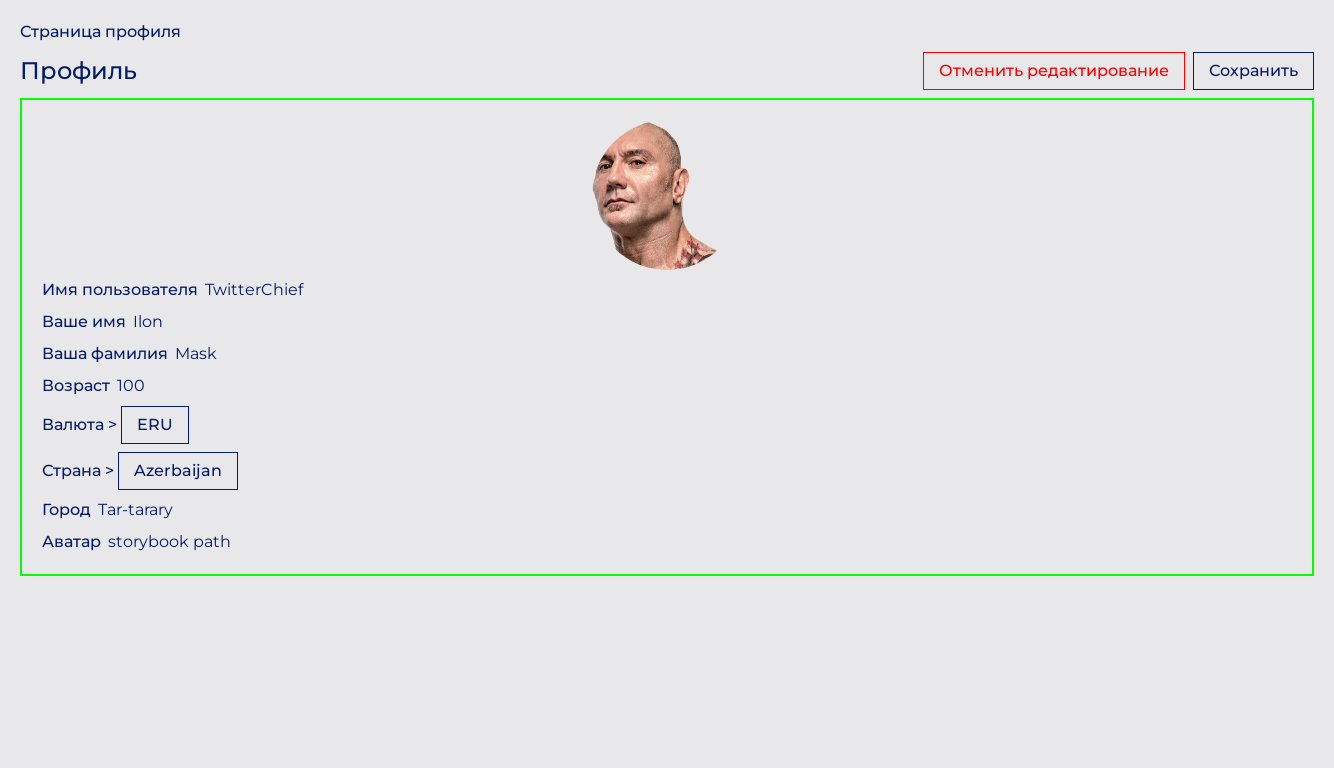 Страница профиля
Профиль
Отменить редактирование
Сохранить
Имя пользователя TwitterChief
Ваше имя Ilon
Ваша фамилия Mask
Возраст 100
Валюта > ERU
Страна > Azerbaijan
Город Tar-tarary
Аватар storybook path